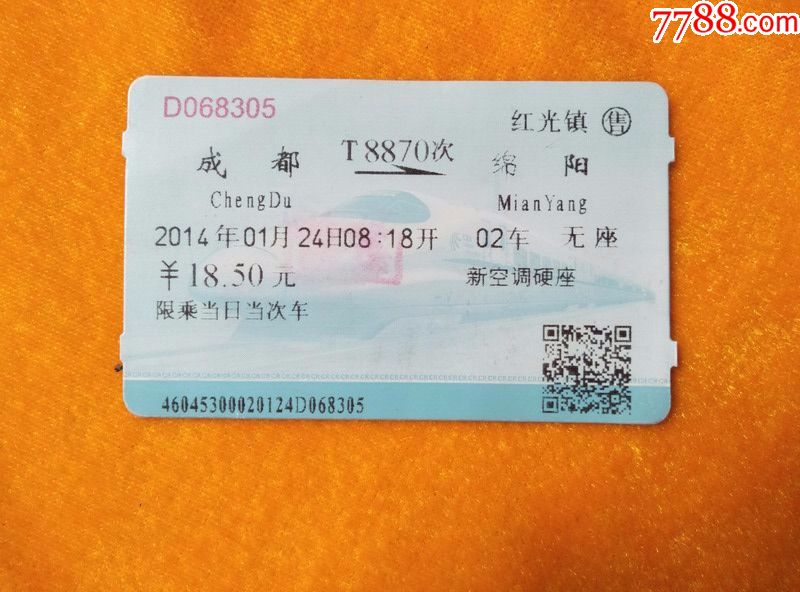 7788.com
D068305
红光镇 售
成都 T8870次 绵阳
ChengDu MianYang
2014年01月24日08:18开 02车 无座
¥18.50元 新空调硬座
限乘当日当次车
46045300020124D068305